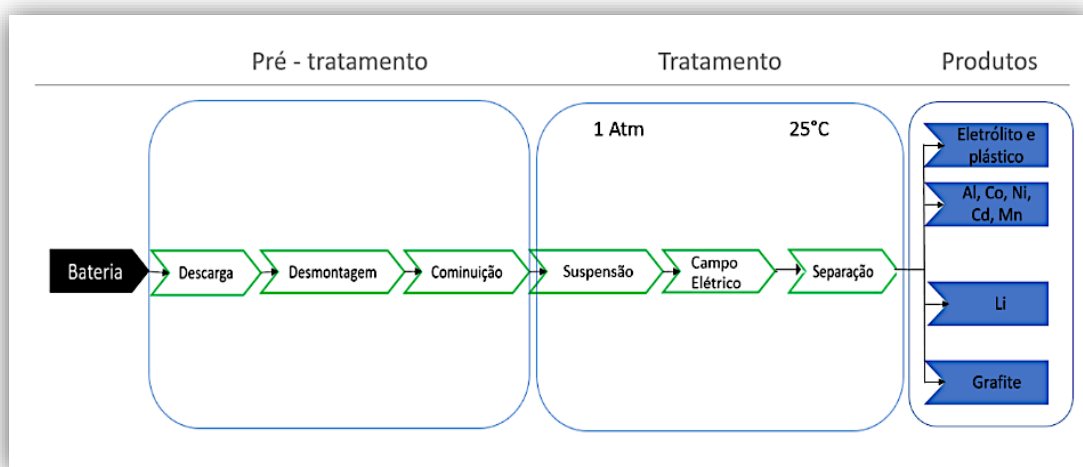 Pré - tratamento
Tratamento
Produtos
1 Atm
25°C
Bateria
Descarga
Desmontagem
Cominuição
Suspensão
Campo
Elétrico
Separação
Eletrólito e
plástico
Al, Co, Ni,
Cd, Mn
Li
Grafite